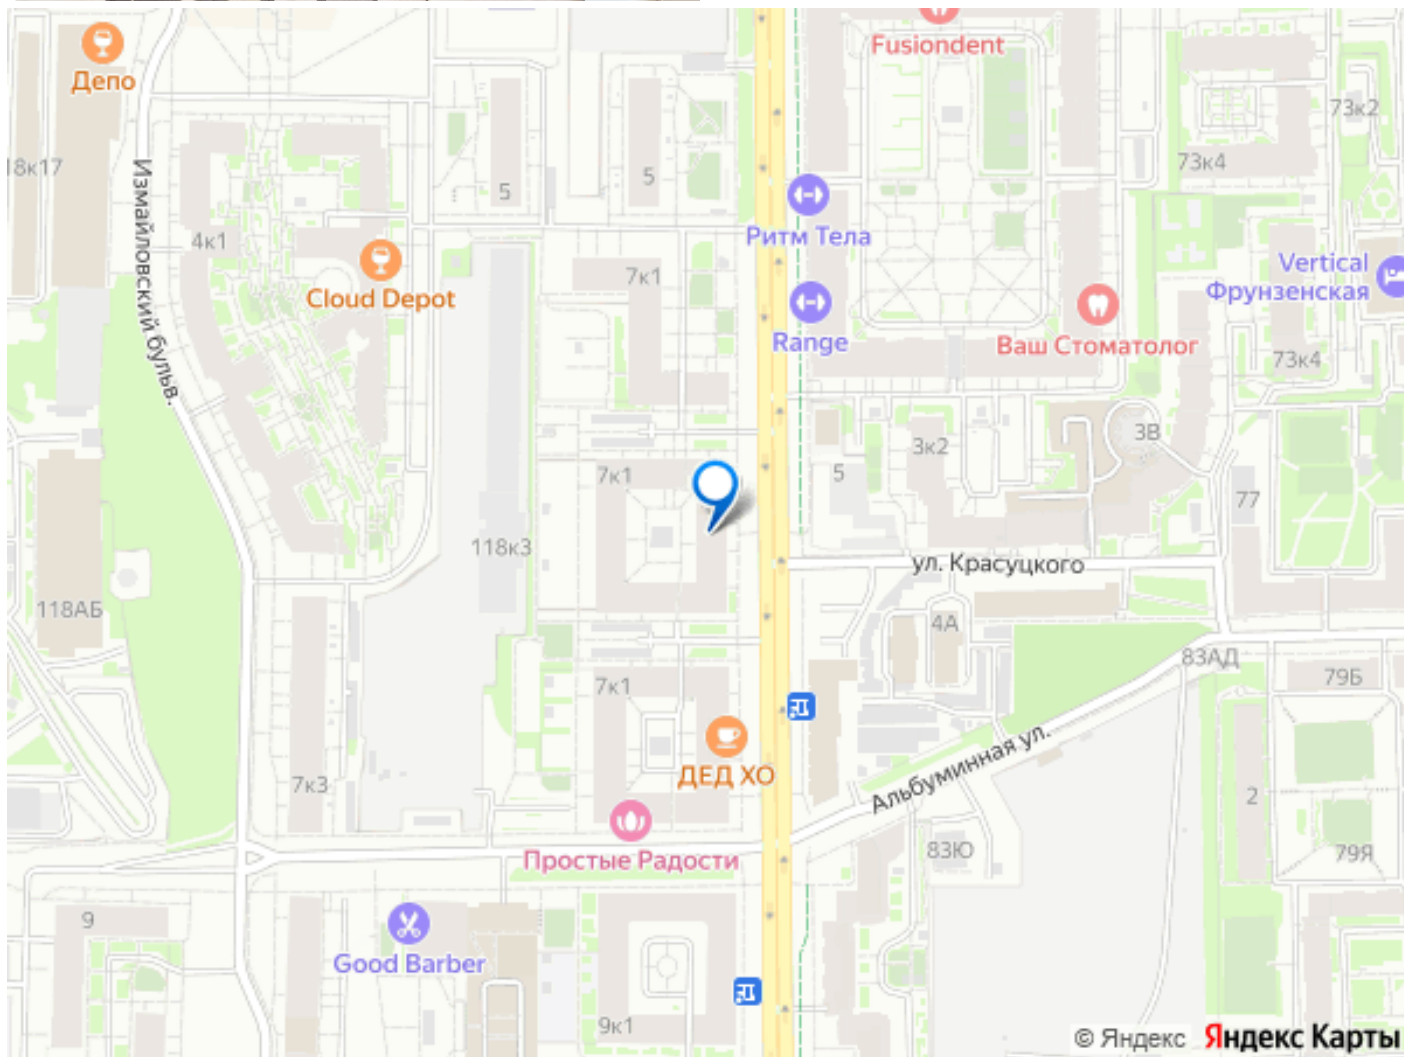 Fusiondent
Депо
73к2
73к4
18к17
5
5
Измайловский бульв.
Ритм Тела
4к1
Cloud Depot
7к1
Vertical
Фрунзенская
Range
Ваш Стоматолог
73к4
3В
3к2
7к1
5
77
118к3
ул. Красуцкого
118АБ
4А
83АД
79Б
7к1
ДЕД ХО
Альбуминная ул.
7к3
2
Простые Радости
83Ю
79Я
9
Good Barber
9к1
© Яндекс Яндекс Карты